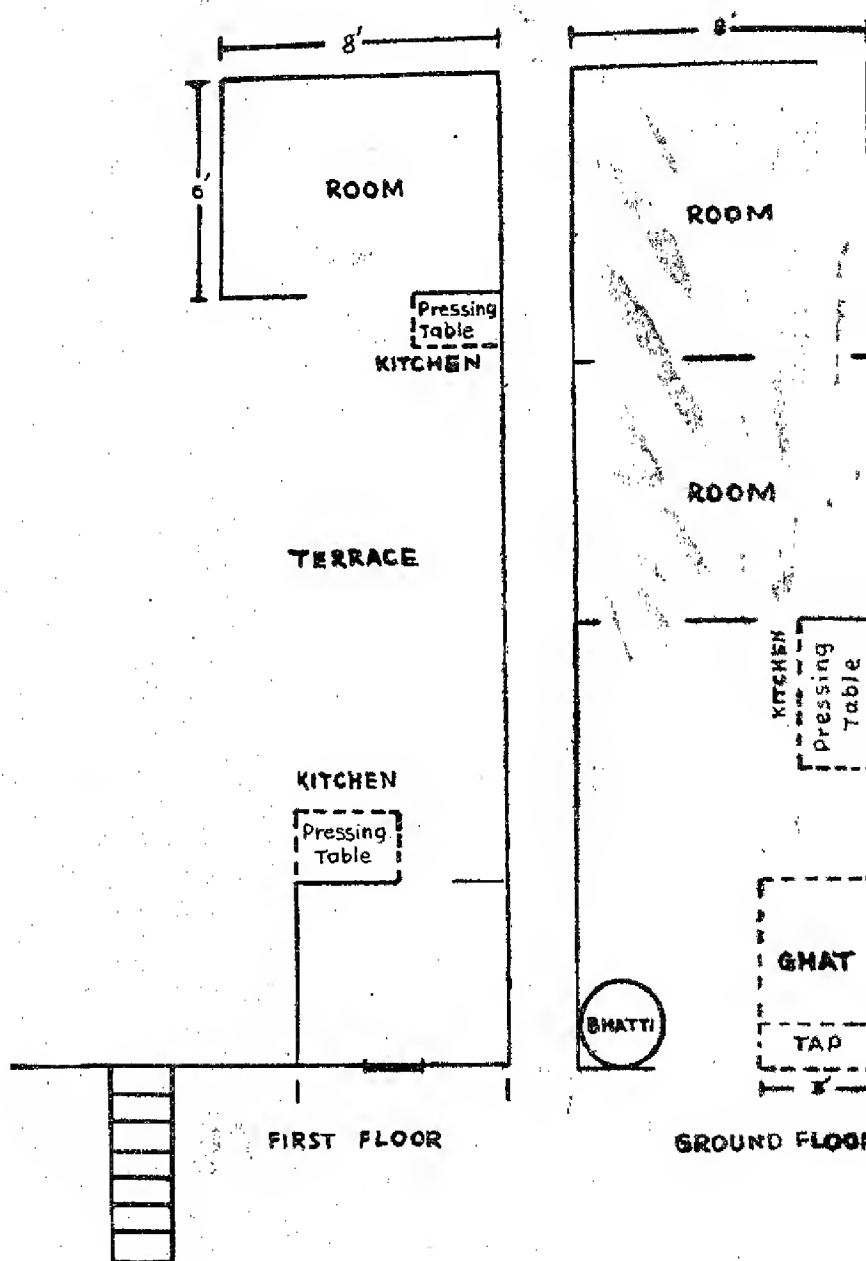 8'
8'
6'
ROOM
ROOM
Pressing
Table
KITCHEN
ROOM
TERRACE
KITCHEN
Pressing
Table
KITCHEN
Pressing
Table
GHAT
BHATTI
TAP
FIRST FLOOR
GROUND FLOOR